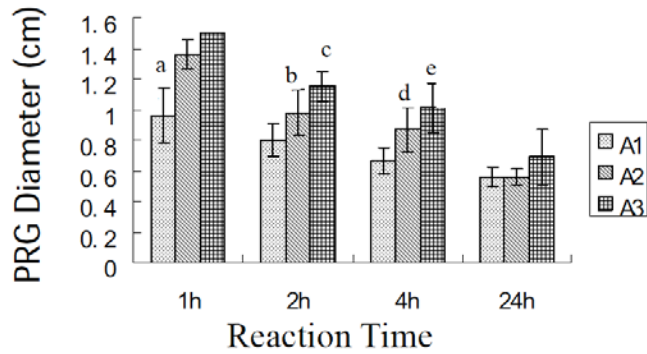 PRG Diameter (cm)
1.6
1.4
1.2
1
0.8
0.6
0.4
0.2
0
a
b
c
d
e
1h 2h 4h 24h
Reaction Time
A1
A2
A3